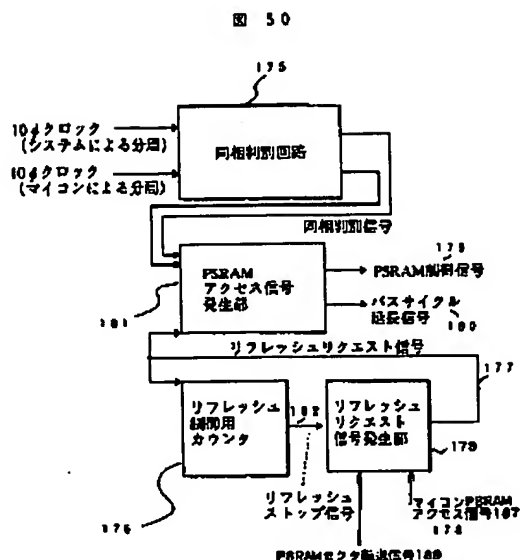 図 50
175
10φクロック
(システムによる分周)
10φクロック
(マイコンによる分周)
同相判別回路
同相判別信号
PSRAM
アクセス信号
発生部
181
179
PSRAM制御信号
バスサイクル
延長信号
180
リフレッシュリクエスト信号
177
リフレッシュ
制御用
カウンタ
182
リフレッシュ
リクエスト
信号発生部
リフレッシュ
ストップ信号
176
マイコンPSRAM
アクセス信号187
178
PSRAMセクタ転送信号